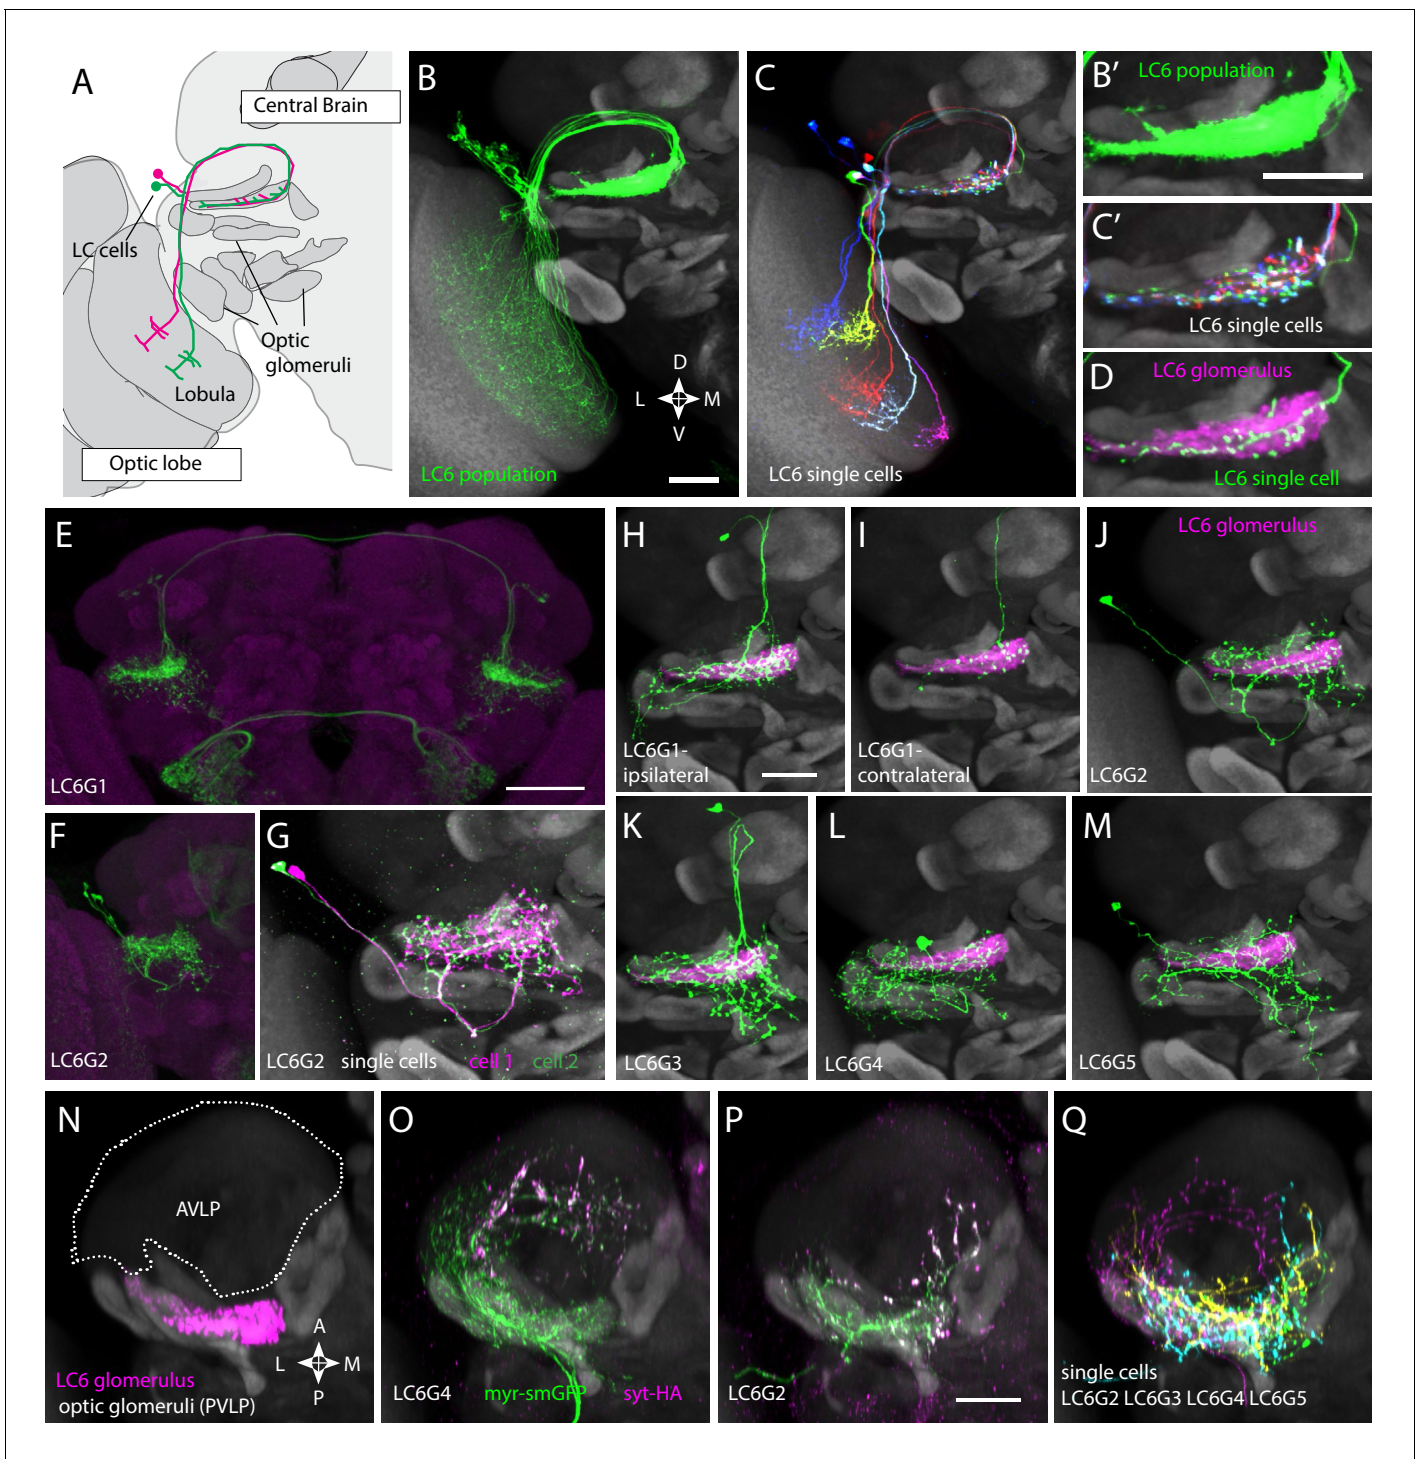 A
Central Brain
LC cells
Optic
glomeruli
Lobula
Optic lobe
B
D
L M
V
LC6 population
C
LC6 single cells
B′
LC6 population
C′
LC6 single cells
D
LC6 glomerulus
LC6 single cell
E
LC6G1
H
LC6G1-
ipsilateral
I
LC6G1-
contralateral
J
LC6 glomerulus
LC6G2
F
LC6G2
G
LC6G2 single cells cell 1 cell 2
K
LC6G3
L
LC6G4
M
LC6G5
N
AVLP
A
L M
P
LC6 glomerulus
optic glomeruli (PVLP)
O
LC6G4 myr-smGFP syt-HA
P
LC6G2
Q
single cells
LC6G2 LC6G3 LC6G4 LC6G5